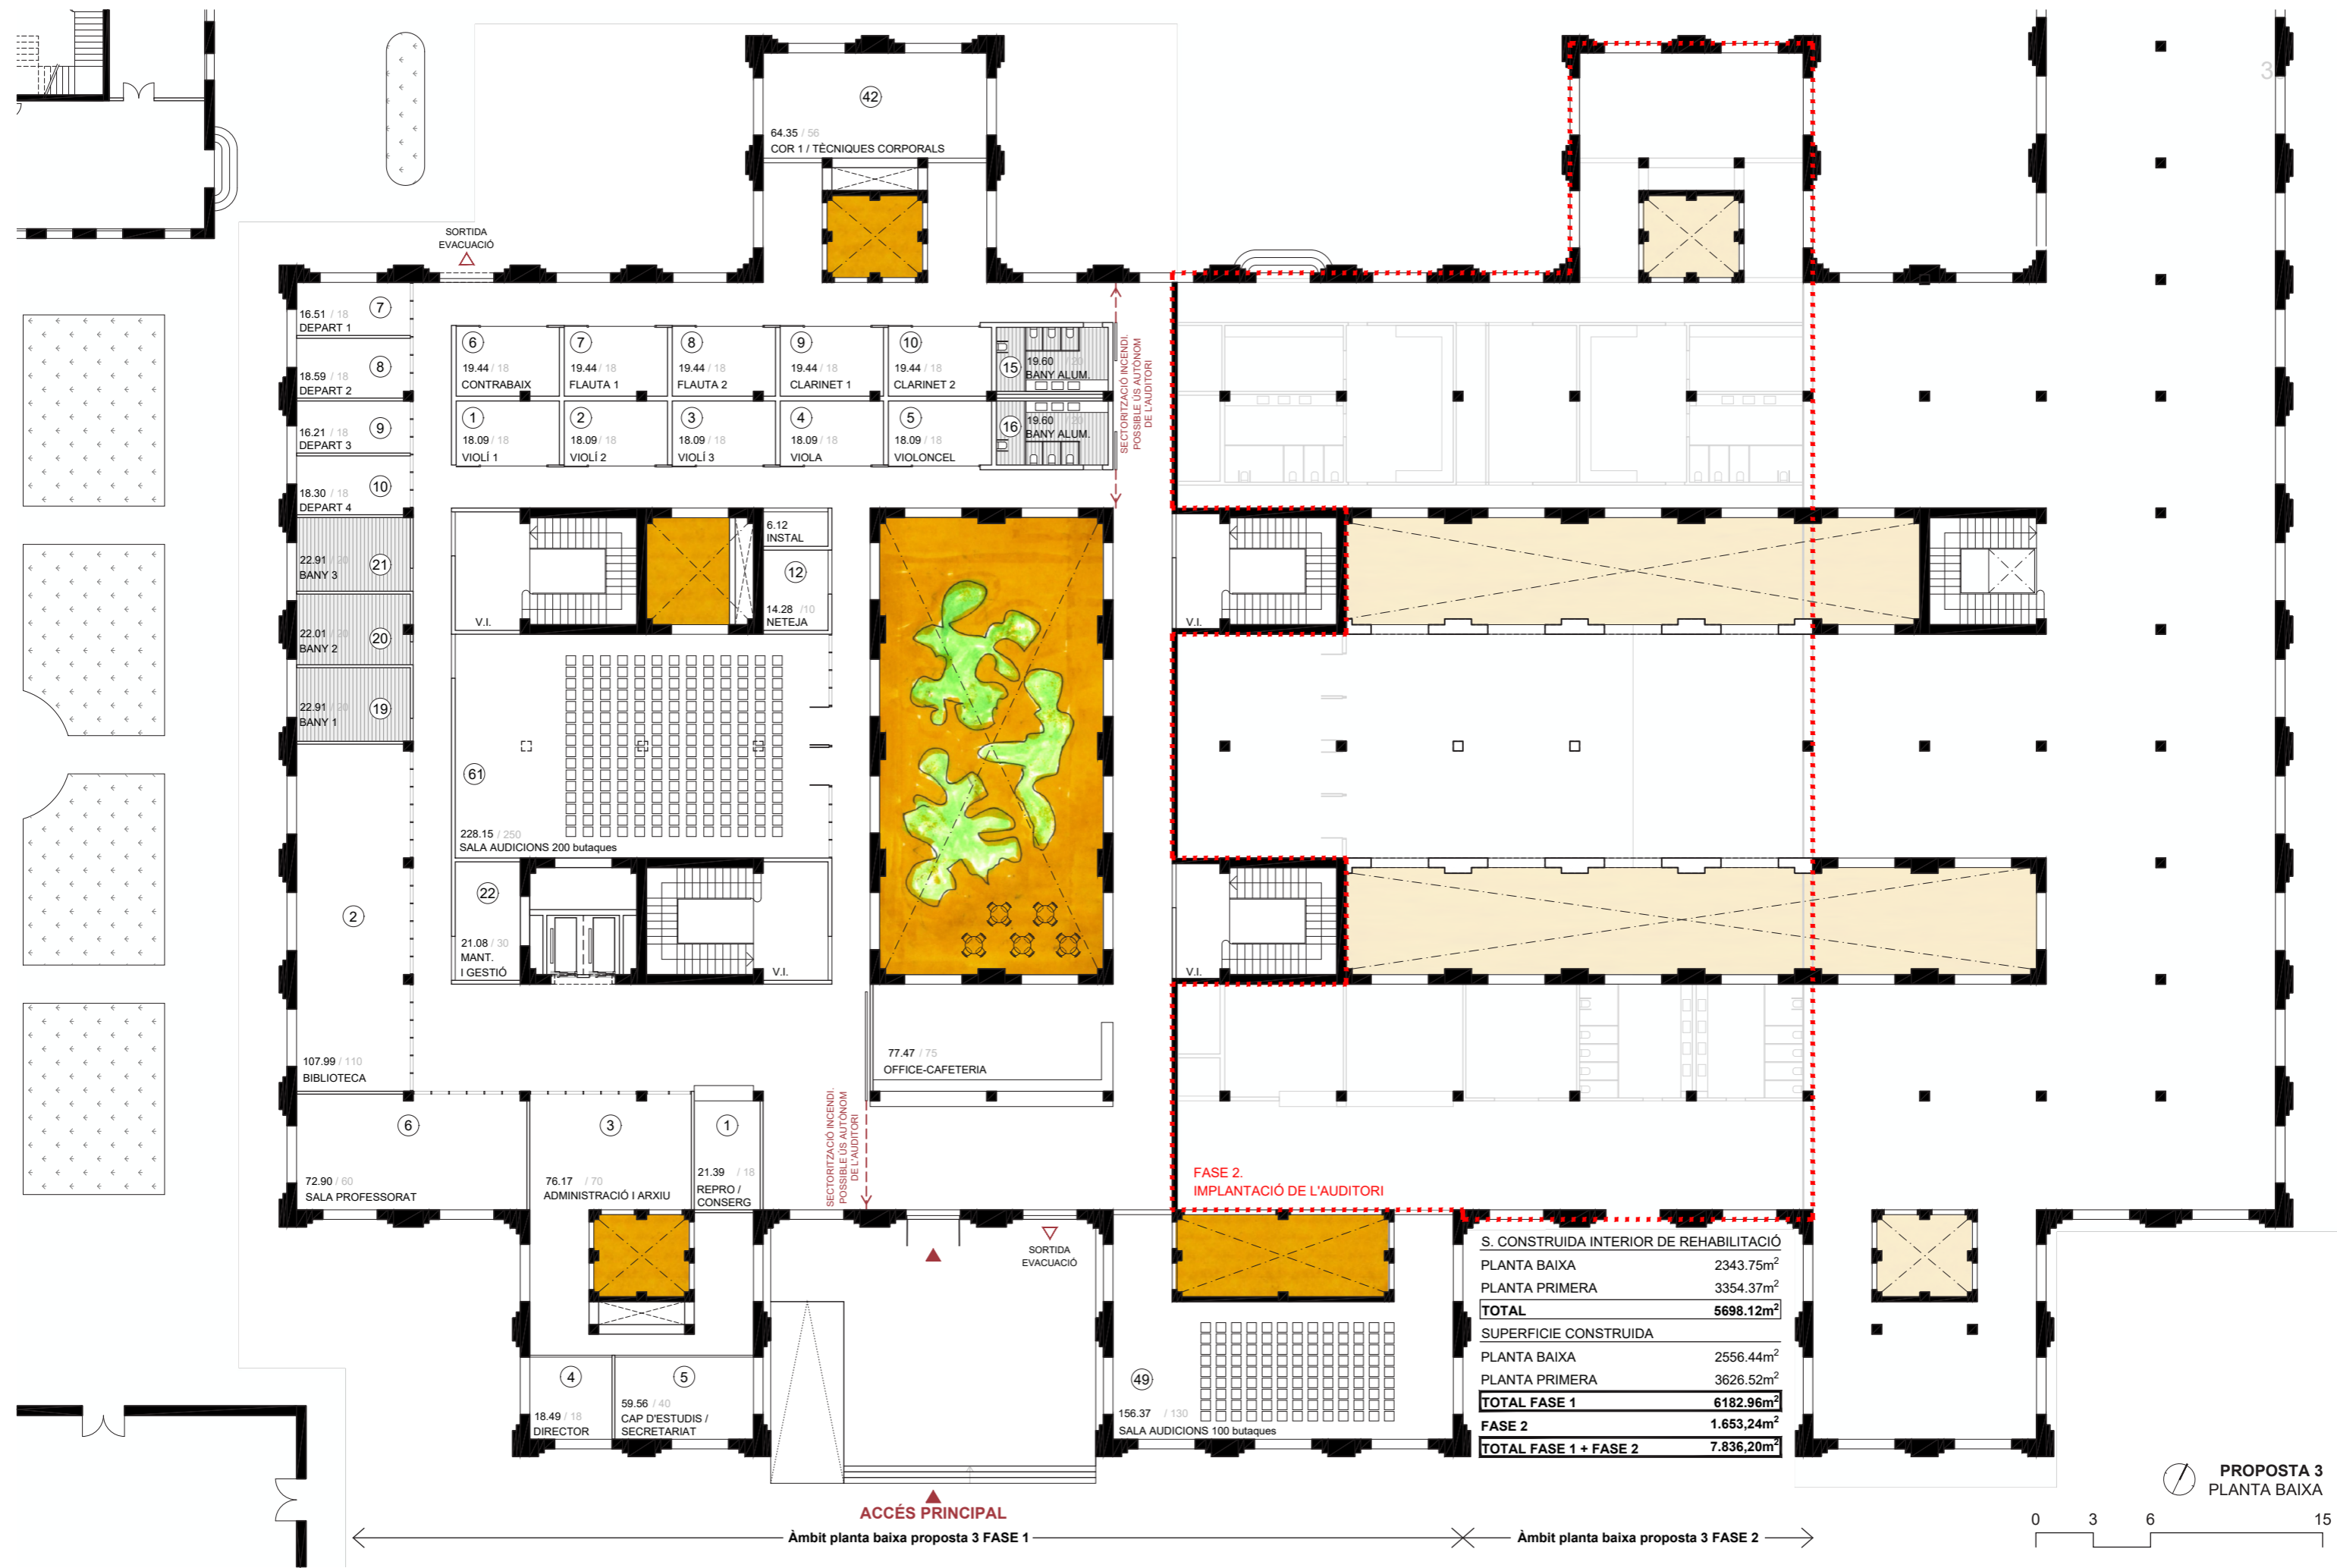 3
42
64.35 / 56
COR 1 / TÈCNIQUES CORPORALS
SORTIDA
EVACUACIÓ
7
16.51 / 18
DEPART 1
8
18.59 / 18
DEPART 2
9
16.21 / 18
DEPART 3
10
18.30 / 18
DEPART 4
21
22.91 / 20
BANY 3
20
22.01 / 20
BANY 2
19
22.91 / 20
BANY 1
6
19.44 / 18
CONTRABAIX
7
19.44 / 18
FLAUTA 1
8
19.44 / 18
FLAUTA 2
9
19.44 / 18
CLARINET 1
10
19.44 / 18
CLARINET 2
15
19.60 / 20
BANY ALUM.
1
18.09 / 18
VIOLÍ 1
2
18.09 / 18
VIOLÍ 2
3
18.09 / 18
VIOLÍ 3
4
18.09 / 18
VIOLA
5
18.09 / 18
VIOLONCEL
16
19.60 / 20
BANY ALUM.
SECTORITZACIÓ INCENDI.
POSSIBLE ÚS AUTÒNOM
DE L'AUDITORI
V.I.
6.12
INSTAL
12
14.28 /10
NETEJA
V.I.
61
228.15 / 250
SALA AUDICIONS 200 butaques
22
21.08 / 30
MANT.
I GESTIÓ
V.I.
V.I.
2
107.99 / 110
BIBLIOTECA
77.47 / 75
OFFICE-CAFETERIA
SECTORITZACIÓ INCENDI.
POSSIBLE ÚS AUTÒNOM
DE L'AUDITORI
6
72.90 / 60
SALA PROFESSORAT
3
76.17 / 70
ADMINISTRACIÓ I ARXIU
1
21.39 / 18
REPRO /
CONSERG
FASE 2.
IMPLANTACIÓ DE L'AUDITORI
SORTIDA
EVACUACIÓ
4
18.49 / 18
DIRECTOR
5
59.56 / 40
CAP D'ESTUDIS /
SECRETARIAT
49
156.37 / 130
SALA AUDICIONS 100 butaques
S. CONSTRUIDA INTERIOR DE REHABILITACIÓ
PLANTA BAIXA 2343.75m²
PLANTA PRIMERA 3354.37m²
TOTAL 5698.12m²
SUPERFICIE CONSTRUIDA
PLANTA BAIXA 2556.44m²
PLANTA PRIMERA 3626.52m²
TOTAL FASE 1 6182.96m²
FASE 2 1.653,24m²
TOTAL FASE 1 + FASE 2 7.836,20m²
ACCÉS PRINCIPAL
Àmbit planta baixa proposta 3 FASE 1
Àmbit planta baixa proposta 3 FASE 2
PROPOSTA 3
PLANTA BAIXA
0 3 6 15